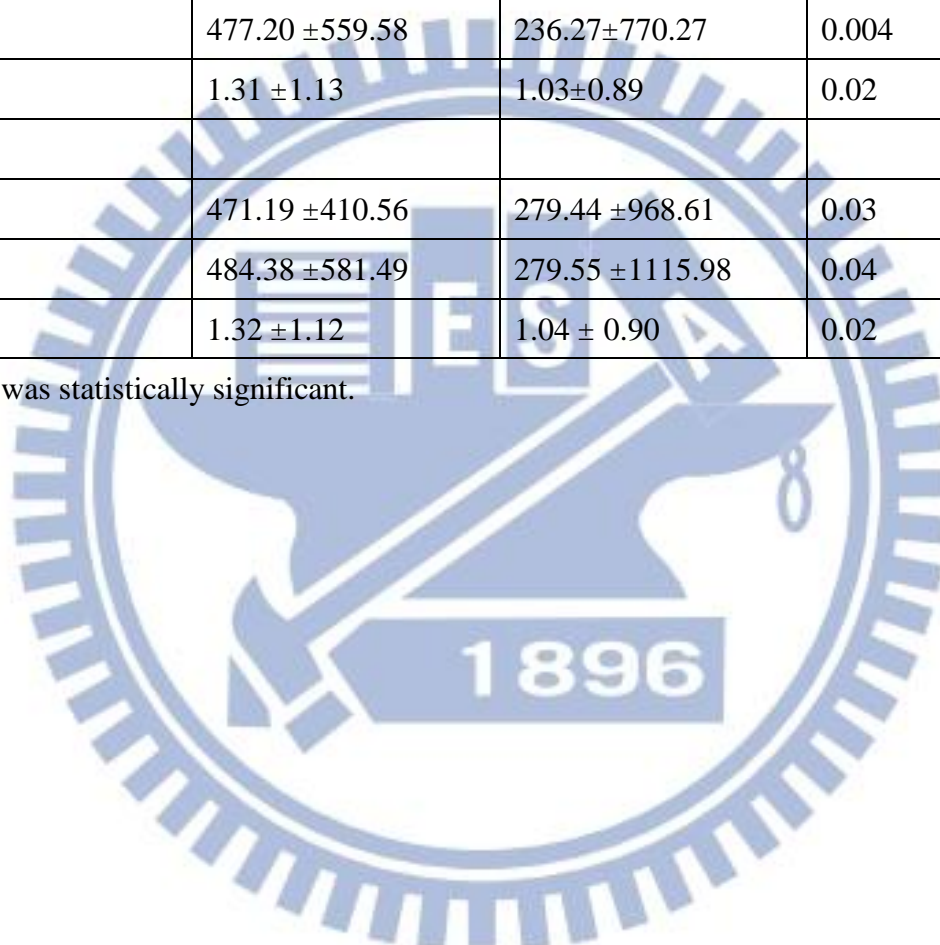 477.20 ±559.58 236.27±770.27 0.004
1.31 ±1.13 1.03±0.89 0.02
471.19 ±410.56 279.44 ±968.61 0.03
484.38 ±581.49 279.55 ±1115.98 0.04
1.32 ±1.12 1.04 ± 0.90 0.02
was statistically significant.
E S A
8
1896